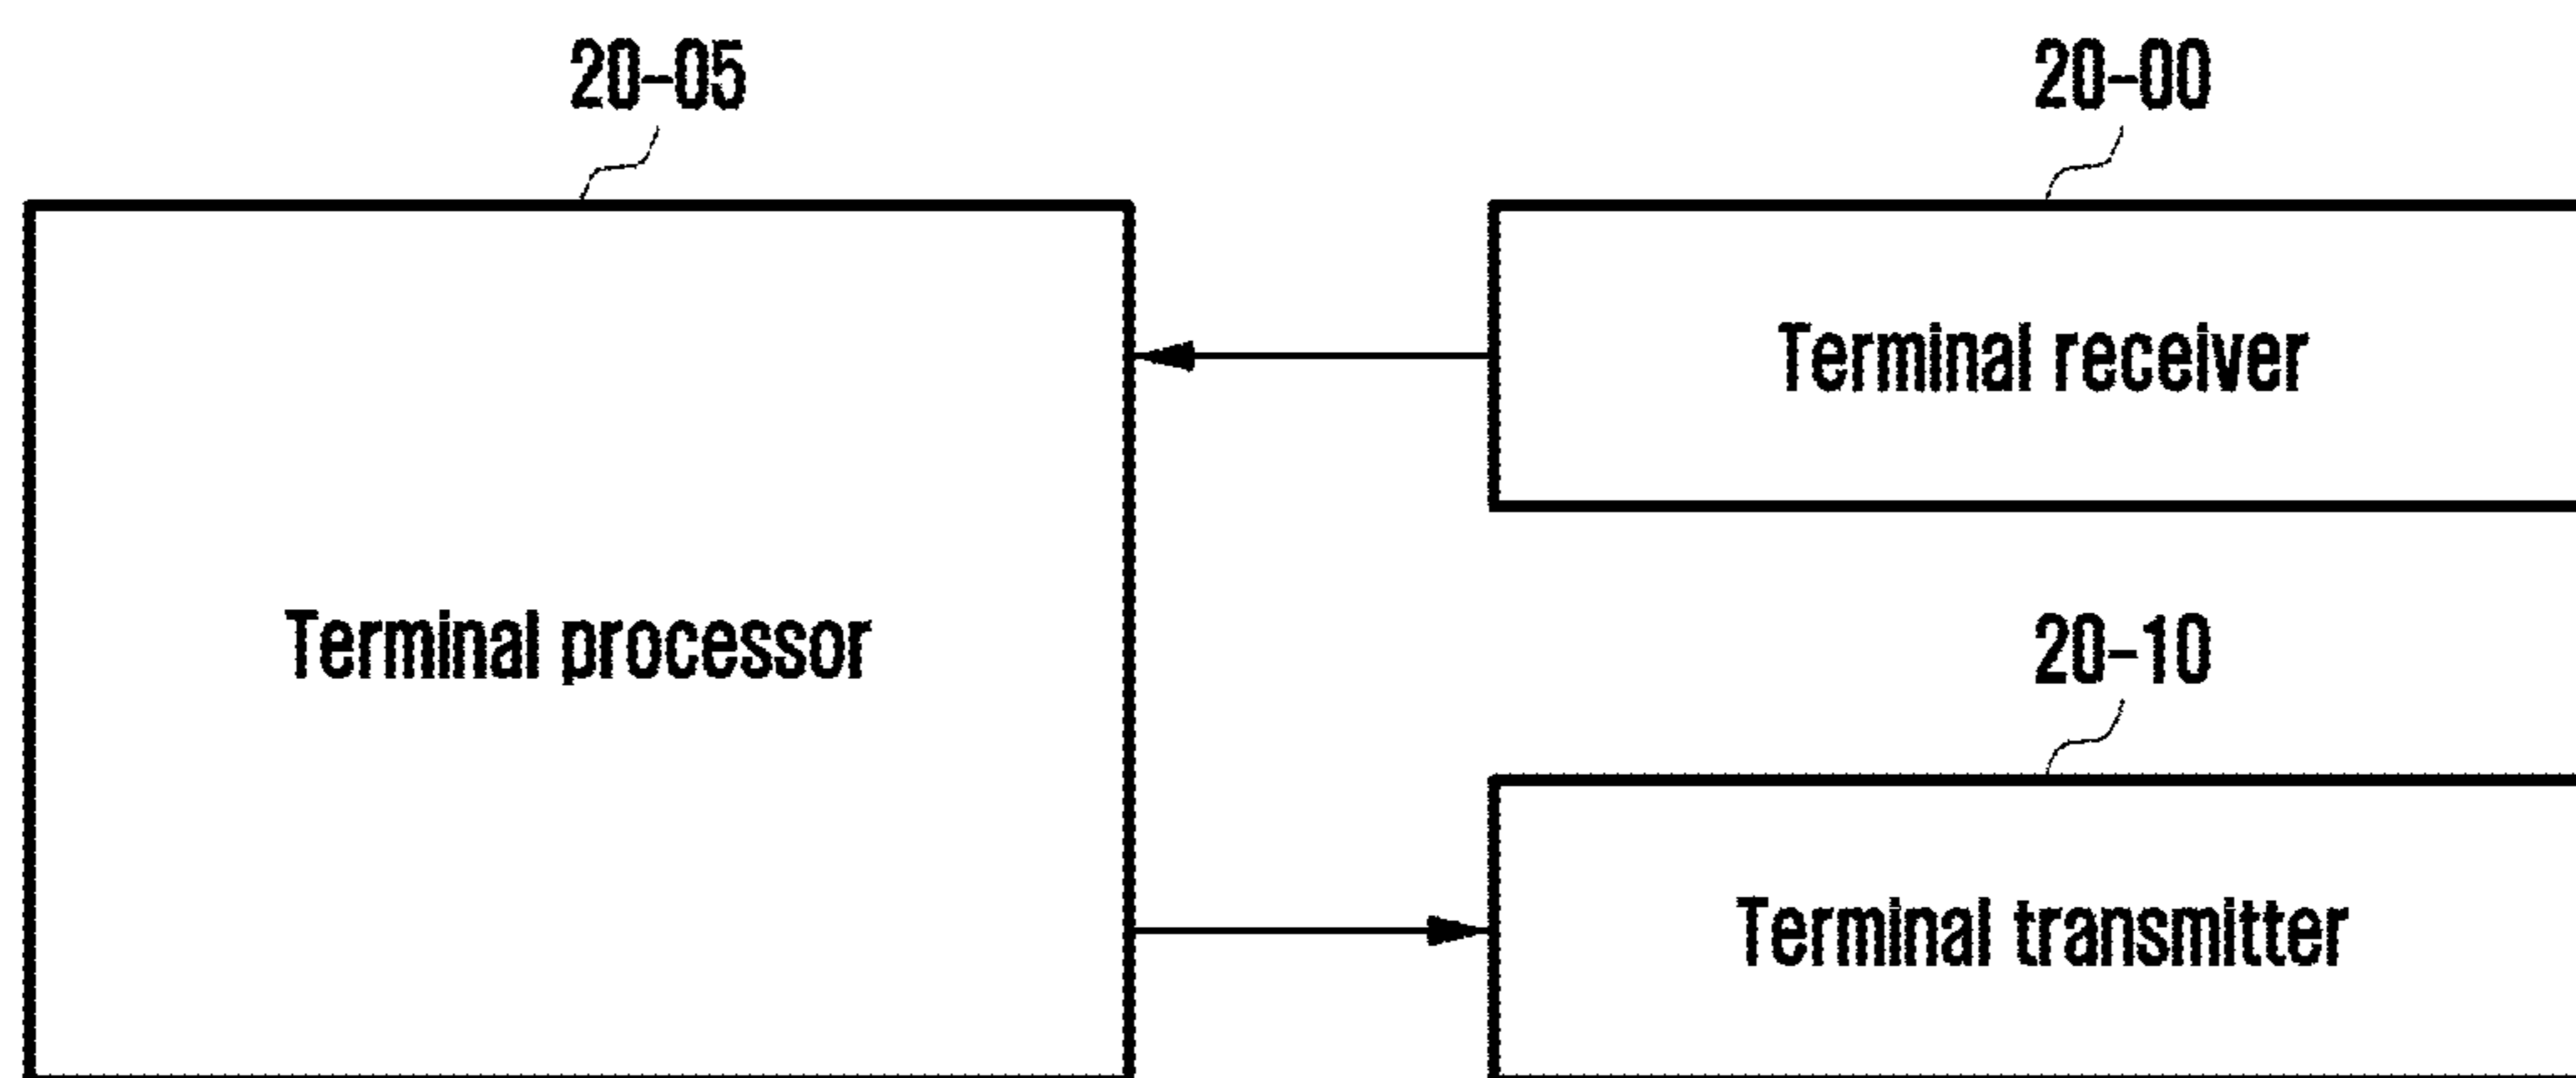 20-05
20-00
Terminal receiver
Terminal processor
20-10
Terminal transmitter